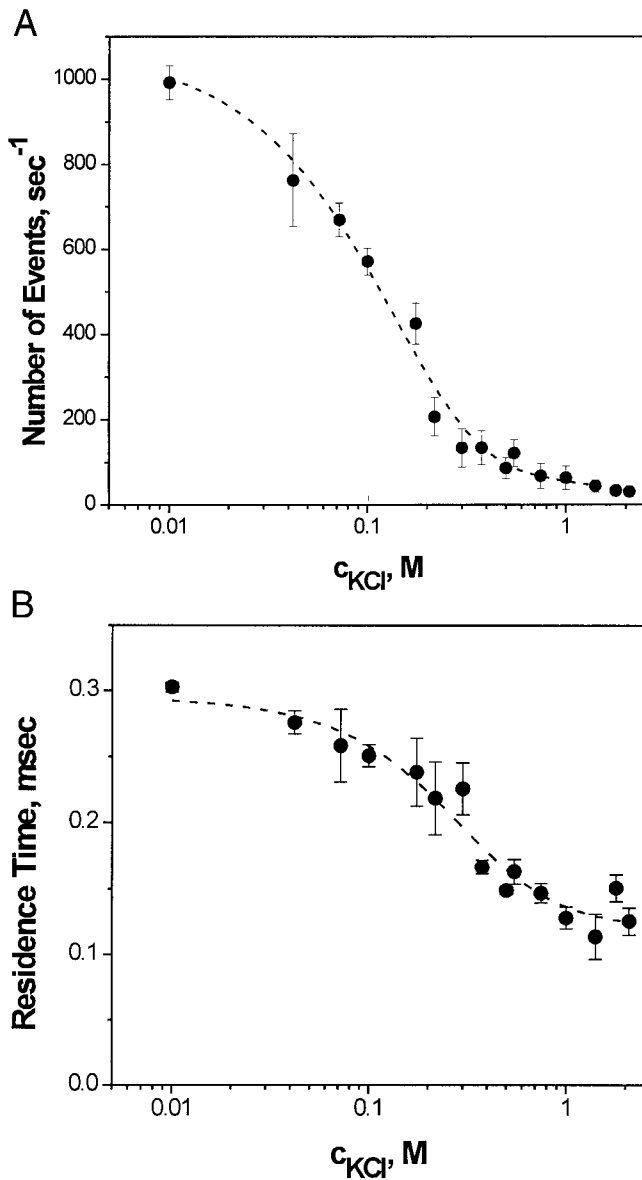 A
Number of Events, sec⁻¹
1000
800
600
400
200
0
0.01
0.1
1
cKCl, M
B
Residence Time, msec
0.3
0.2
0.1
0.0
0.01
0.1
1
cKCl, M